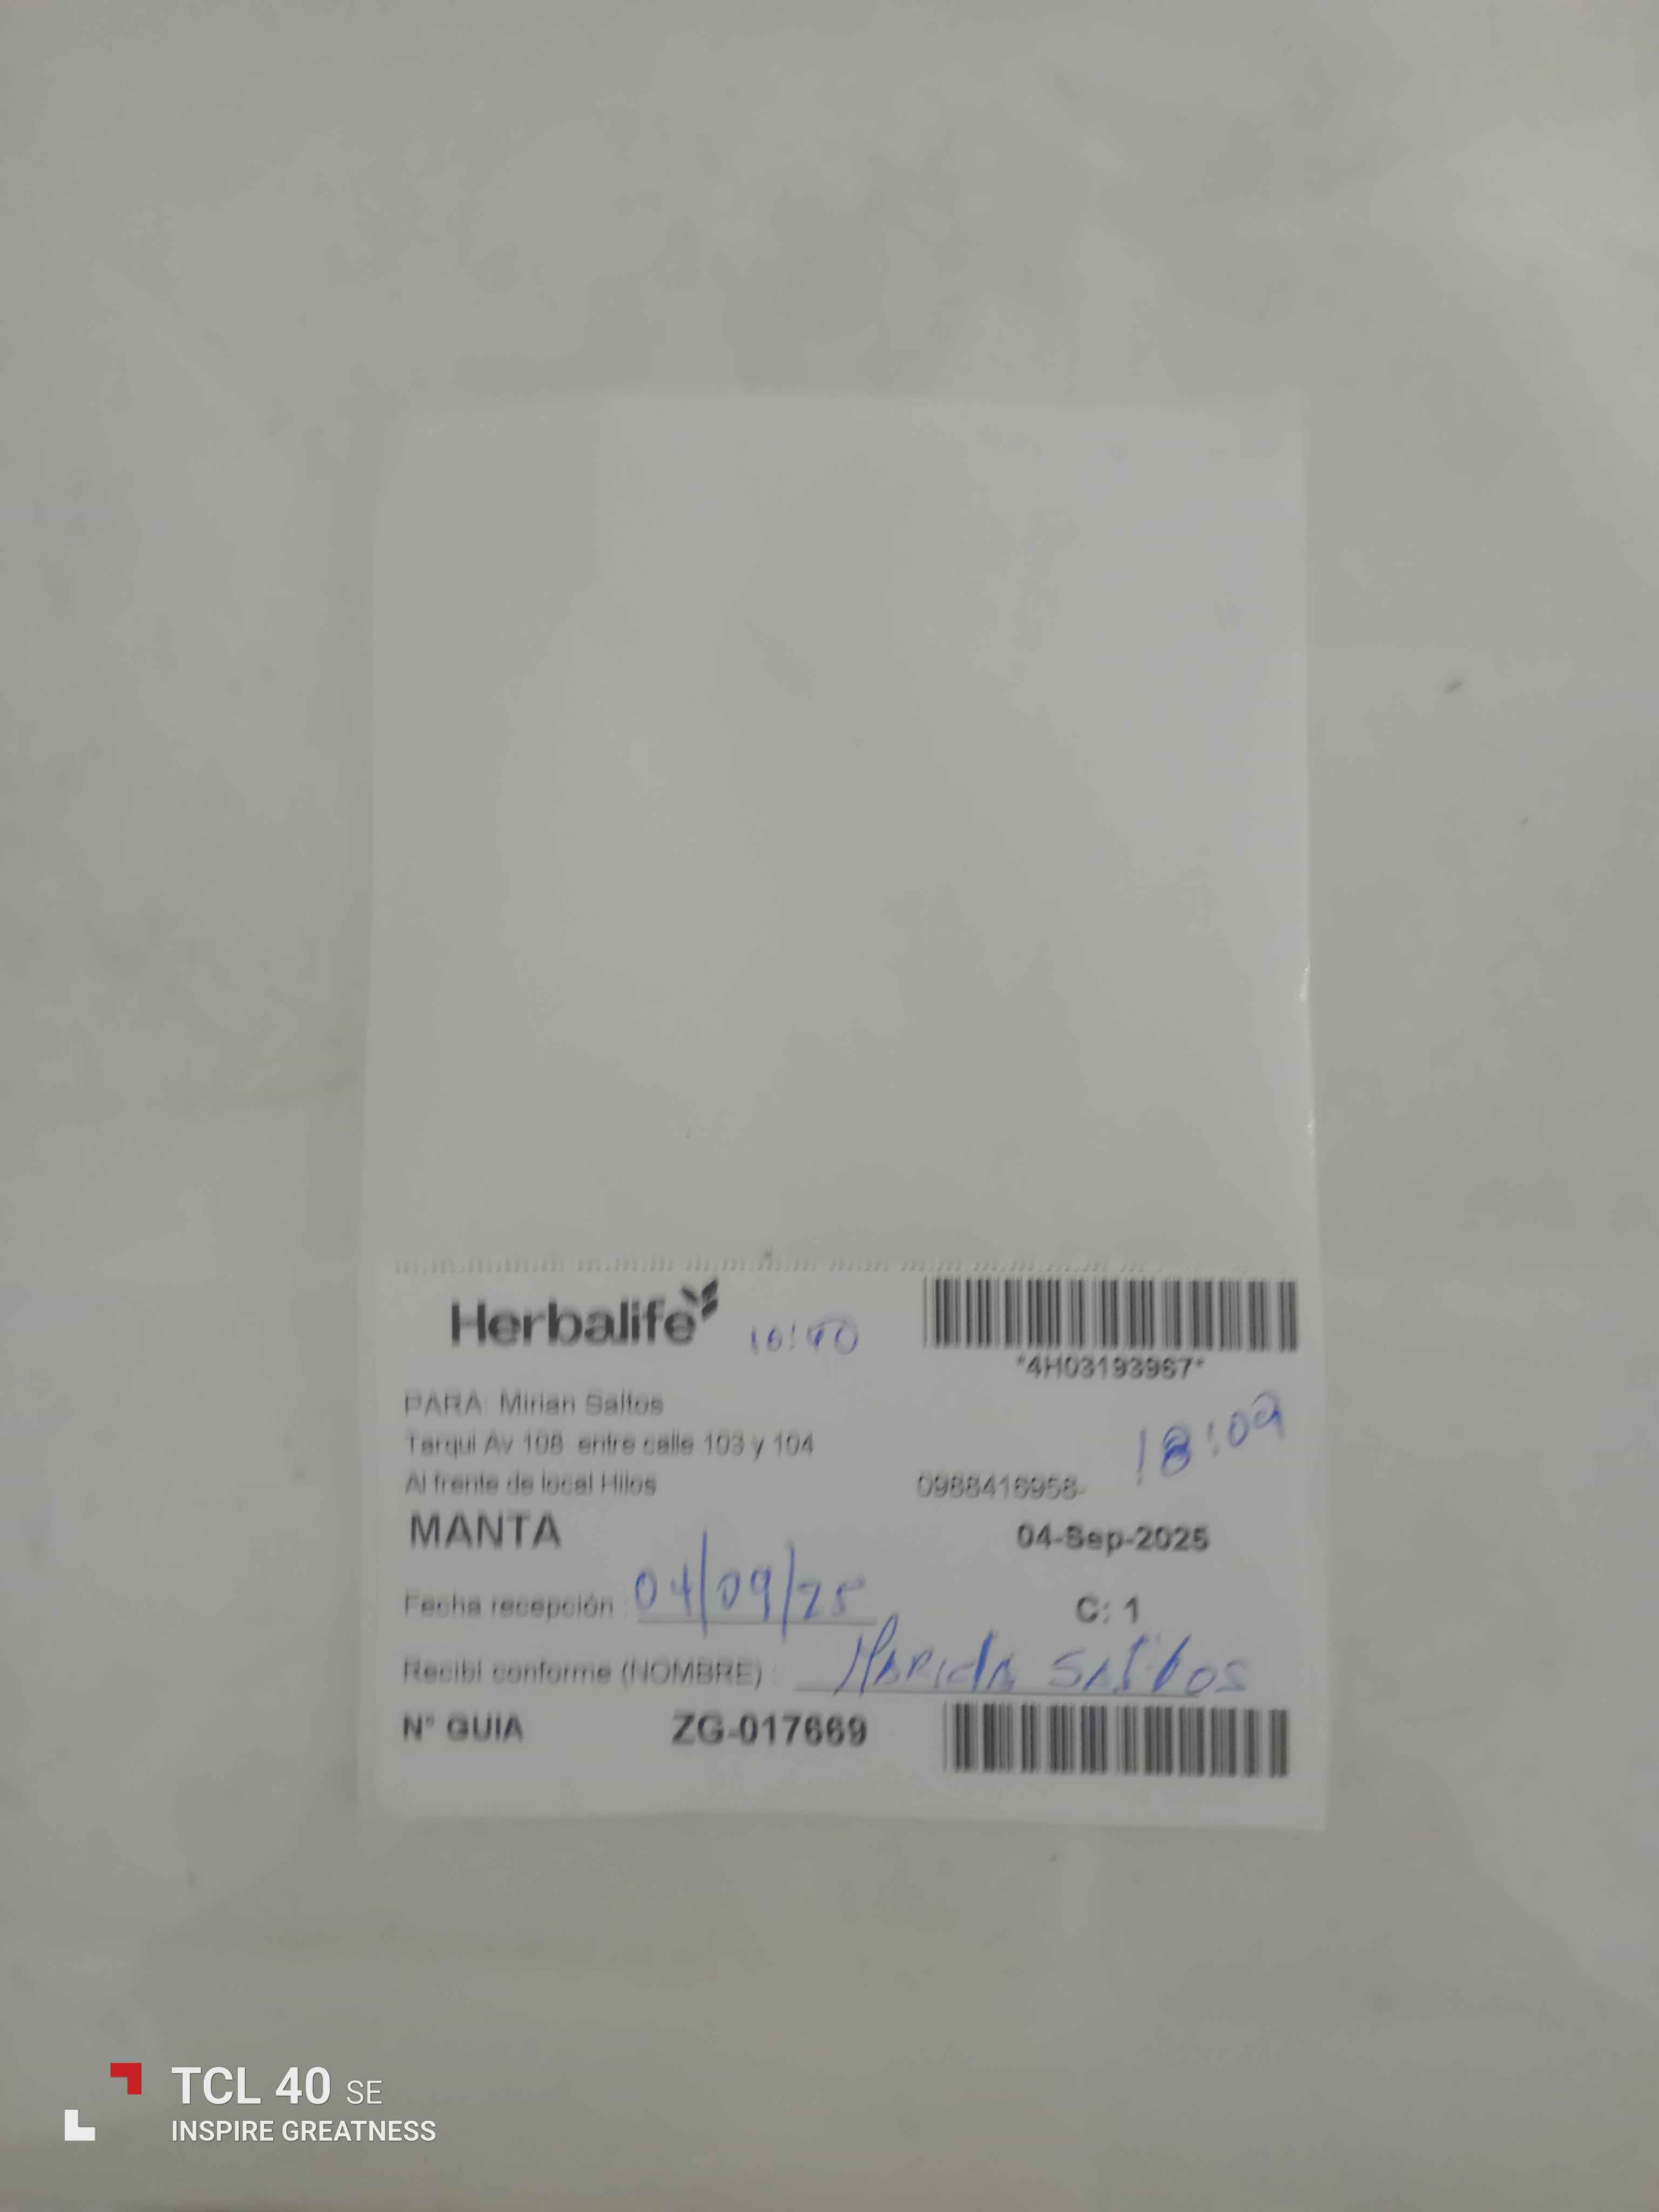 Herbalife 16:40
*4H03193967*
PARA: Mirian Saltos
18:09
Tarqui Av 108 entre calle 103 y 104
Al frente de local Hilos 0988416958-
MANTA 04-Sep-2025
Fecha recepción : 04/09/25 C: 1
Recibí conforme (NOMBRE) : Saltos
N° GUIA ZG-017669
TCL 40 SE
INSPIRE GREATNESS